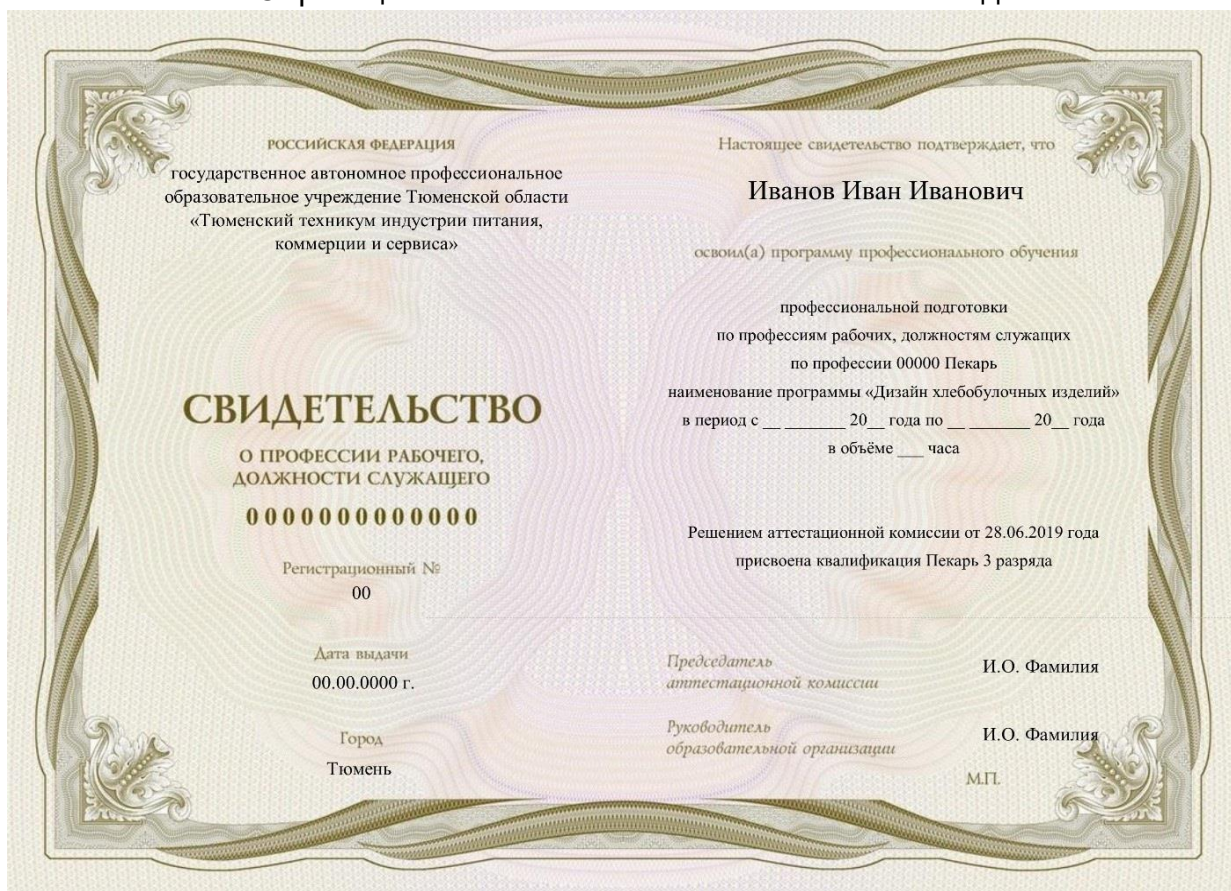 РОССИЙСКАЯ ФЕДЕРАЦИЯ
государственное автономное профессиональное
образовательное учреждение Тюменской области
«Тюменский техникум индустрии питания,
коммерции и сервиса»
СВИДЕТЕЛЬСТВО
О ПРОФЕССИИ РАБОЧЕГО,
ДОЛЖНОСТИ СЛУЖАЩЕГО
0000000000000
Регистрационный №
00
Дата выдачи
00.00.0000 г.
Город
Тюмень
Настоящее свидетельство подтверждает, что
Иванов Иван Иванович
освоил(а) программу профессионального обучения
профессиональной подготовки
по профессиям рабочих, должностям служащих
по профессии 00000 Пекарь
наименование программы «Дизайн хлебобулочных изделий»
в период с __ _______ 20__ года по __ _______ 20__ года
в объёме ___ часа
Решением аттестационной комиссии от 28.06.2019 года
присвоена квалификация Пекарь 3 разряда
Председатель
аттестационной комиссии
И.О. Фамилия
Руководитель
образовательной организации
И.О. Фамилия
М.П.